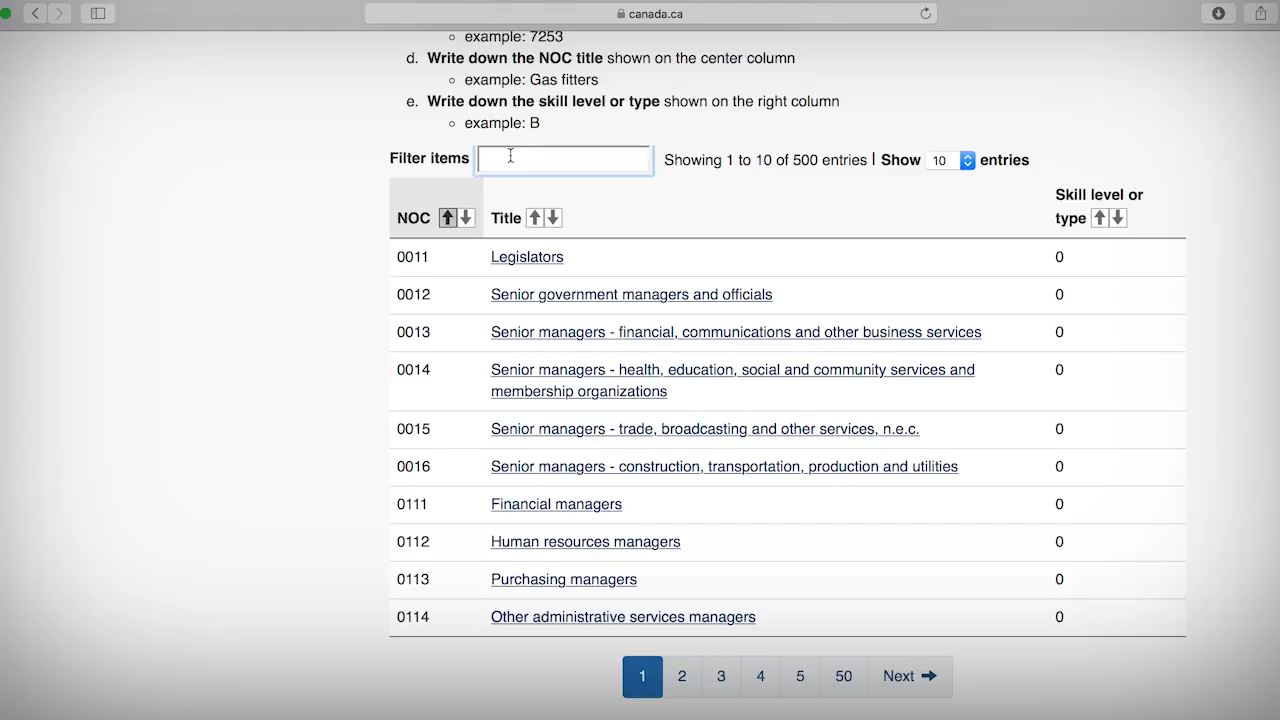 canada.ca
example: 7253
d. Write down the NOC title shown on the center column
example: Gas fitters
e. Write down the skill level or type shown on the right column
example: B
Filter items Showing 1 to 10 of 500 entries | Show 10 entries
NOC Title Skill level or type
0011 Legislators 0
0012 Senior government managers and officials 0
0013 Senior managers - financial, communications and other business services 0
0014 Senior managers - health, education, social and community services and 0
membership organizations
0015 Senior managers - trade, broadcasting and other services, n.e.c. 0
0016 Senior managers - construction, transportation, production and utilities 0
0111 Financial managers 0
0112 Human resources managers 0
0113 Purchasing managers 0
0114 Other administrative services managers 0
1 2 3 4 5 50 Next